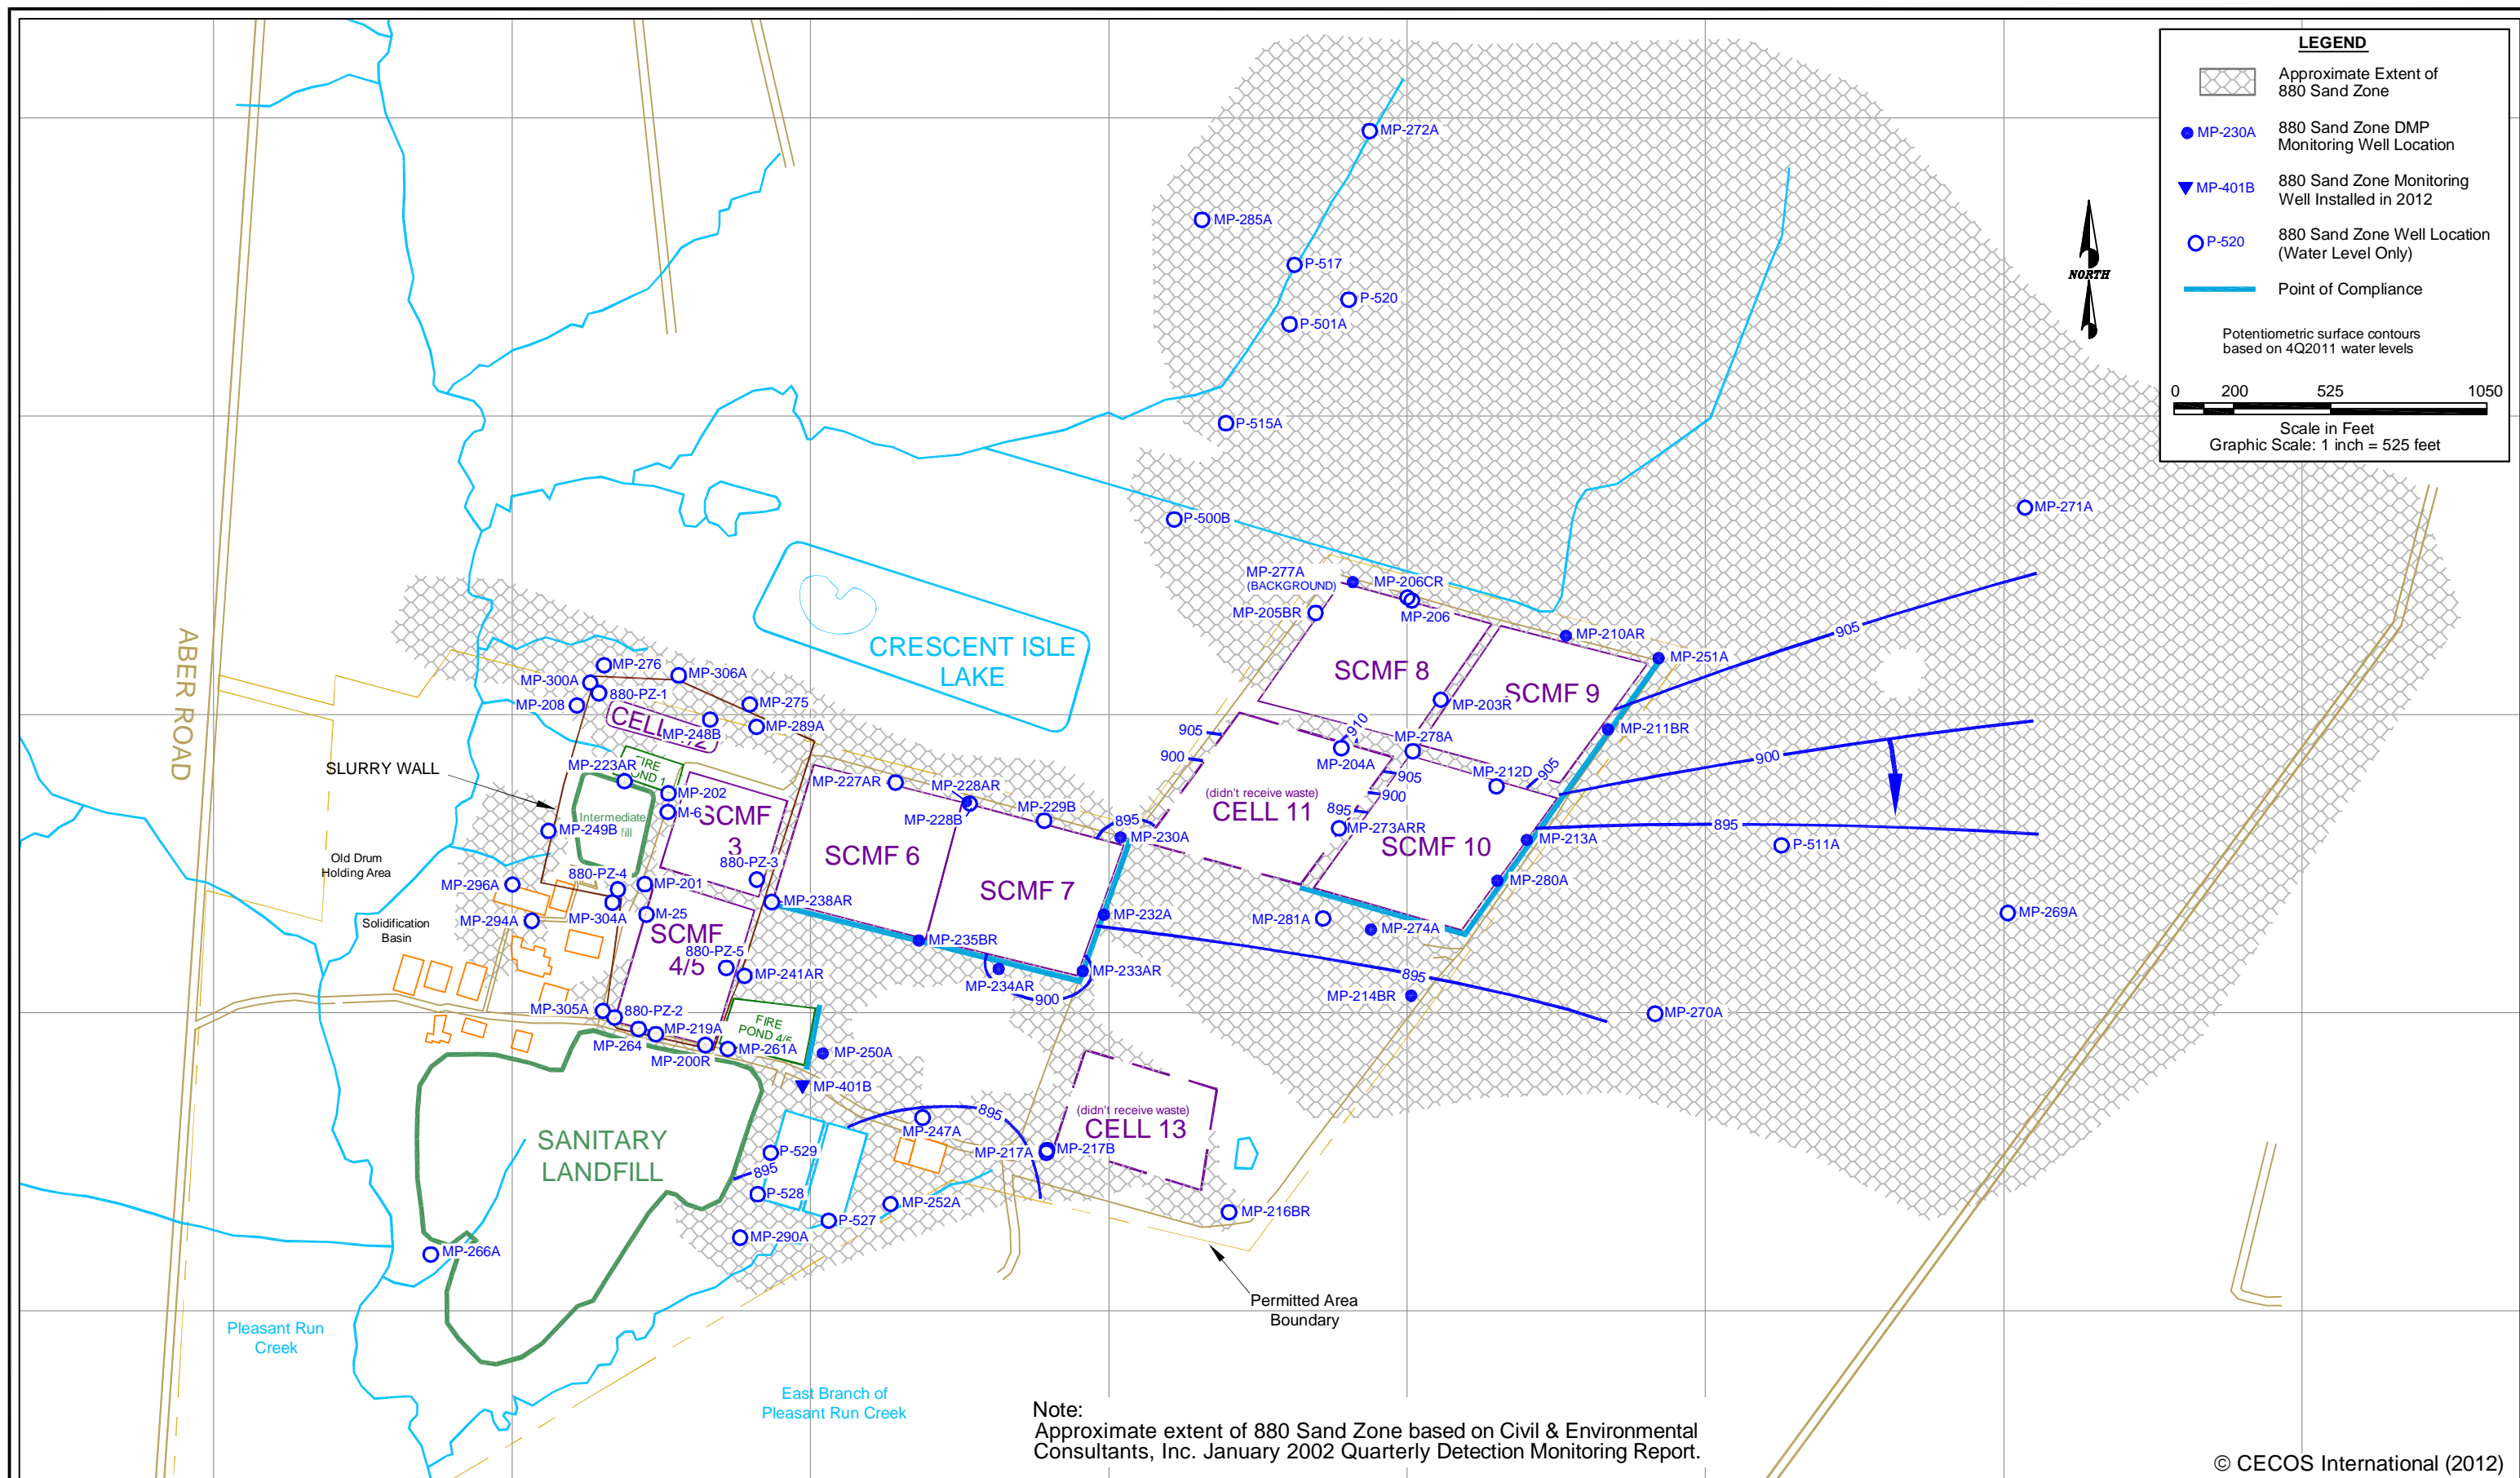 LEGEND
Approximate Extent of
880 Sand Zone
MP-230A
880 Sand Zone DMP
Monitoring Well Location
MP-401B
880 Sand Zone Monitoring
Well Installed in 2012
P-520
880 Sand Zone Well Location
(Water Level Only)
Point of Compliance
Potentiometric surface contours
based on 4Q2011 water levels
0 200 525 1050
Scale in Feet
Graphic Scale: 1 inch = 525 feet
NORTH
MP-272A
MP-285A
P-517
P-520
P-501A
P-515A
P-500B
MP-271A
MP-277A
(BACKGROUND)
MP-206CR
MP-205BR
MP-206
MP-210AR
MP-251A
905
ABER ROAD
CRESCENT ISLE
LAKE
SCMF 8
SCMF 9
MP-203R
MP-211BR
MP-276
MP-306A
MP-300A
880-PZ-1
MP-208
MP-275
CELL 1/2
MP-248B
MP-289A
905
910
900
MP-278A
MP-204A
905
MP-212D
905
900
SLURRY WALL
MP-223AR
FIRE
POND 1
MP-202
M-6
SCMF
3
MP-227AR
MP-228AR
MP-228B
MP-229B
895
MP-230A
(didn't receive waste)
CELL 11
900
895
MP-273ARR
SCMF 10
MP-213A
895
P-511A
Intermediate
MP-249B
Old Drum
Holding Area
880-PZ-3
SCMF 6
SCMF 7
MP-280A
MP-296A
880-PZ-4
MP-201
MP-238AR
MP-304A
M-25
MP-294A
Solidification
Basin
SCMF
4/5
880-PZ-5
MP-241AR
MP-235BR
MP-232A
MP-281A
MP-274A
MP-269A
MP-234AR
MP-233AR
900
895
MP-214BR
MP-270A
MP-305A
880-PZ-2
MP-219A
MP-264
MP-200R
MP-261A
FIRE
POND 4/5
MP-250A
MP-401B
895
MP-247A
(didn't receive waste)
CELL 13
MP-217A
MP-217B
SANITARY
LANDFILL
P-529
895
P-528
MP-252A
P-527
MP-290A
MP-216BR
MP-266A
Permitted Area
Boundary
Pleasant Run
Creek
East Branch of
Pleasant Run Creek
Note:
Approximate extent of 880 Sand Zone based on Civil & Environmental
Consultants, Inc. January 2002 Quarterly Detection Monitoring Report.
© CECOS International (2012)